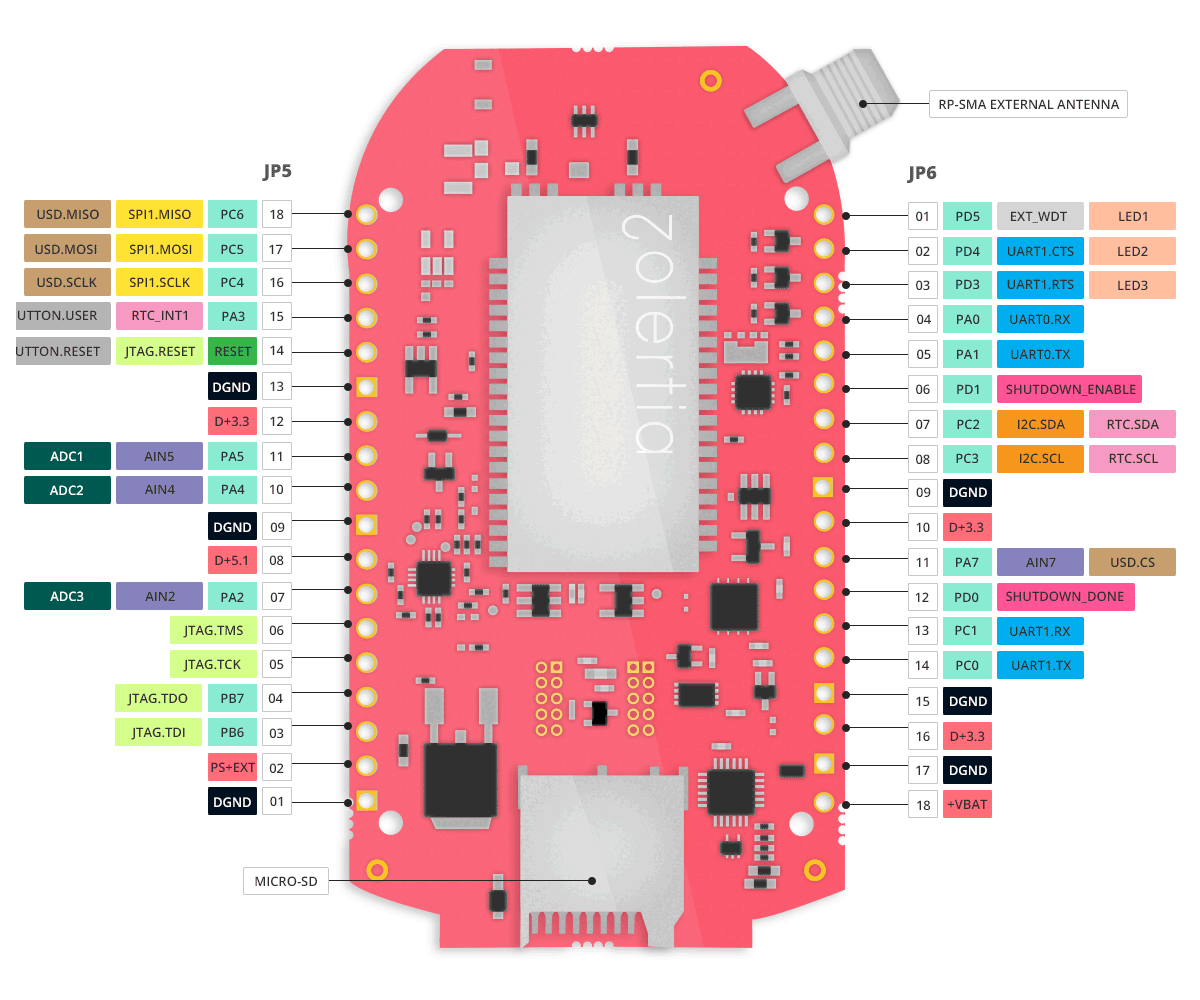 RP-SMA EXTERNAL ANTENNA
JP5
USD.MISO SPI1.MISO PC6 18
USD.MOSI SPI1.MOSI PC5 17
USD.SCLK SPI1.SCLK PC4 16
UTTON.USER RTC_INT1 PA3 15
UTTON.RESET JTAG.RESET RESET 14
DGND 13
D+3.3 12
ADC1 AIN5 PA5 11
ADC2 AIN4 PA4 10
DGND 09
D+5.1 08
ADC3 AIN2 PA2 07
JTAG.TMS 06
JTAG.TCK 05
JTAG.TDO PB7 04
JTAG.TDI PB6 03
PS+EXT 02
DGND 01
Zolertia
JP6
01 PD5 EXT_WDT LED1
02 PD4 UART1.CTS LED2
03 PD3 UART1.RTS LED3
04 PA0 UART0.RX
05 PA1 UART0.TX
06 PD1 SHUTDOWN_ENABLE
07 PC2 I2C.SDA RTC.SDA
08 PC3 I2C.SCL RTC.SCL
09 DGND
10 D+3.3
11 PA7 AIN7 USD.CS
12 PD0 SHUTDOWN_DONE
13 PC1 UART1.RX
14 PC0 UART1.TX
15 DGND
16 D+3.3
17 DGND
18 +VBAT
MICRO-SD